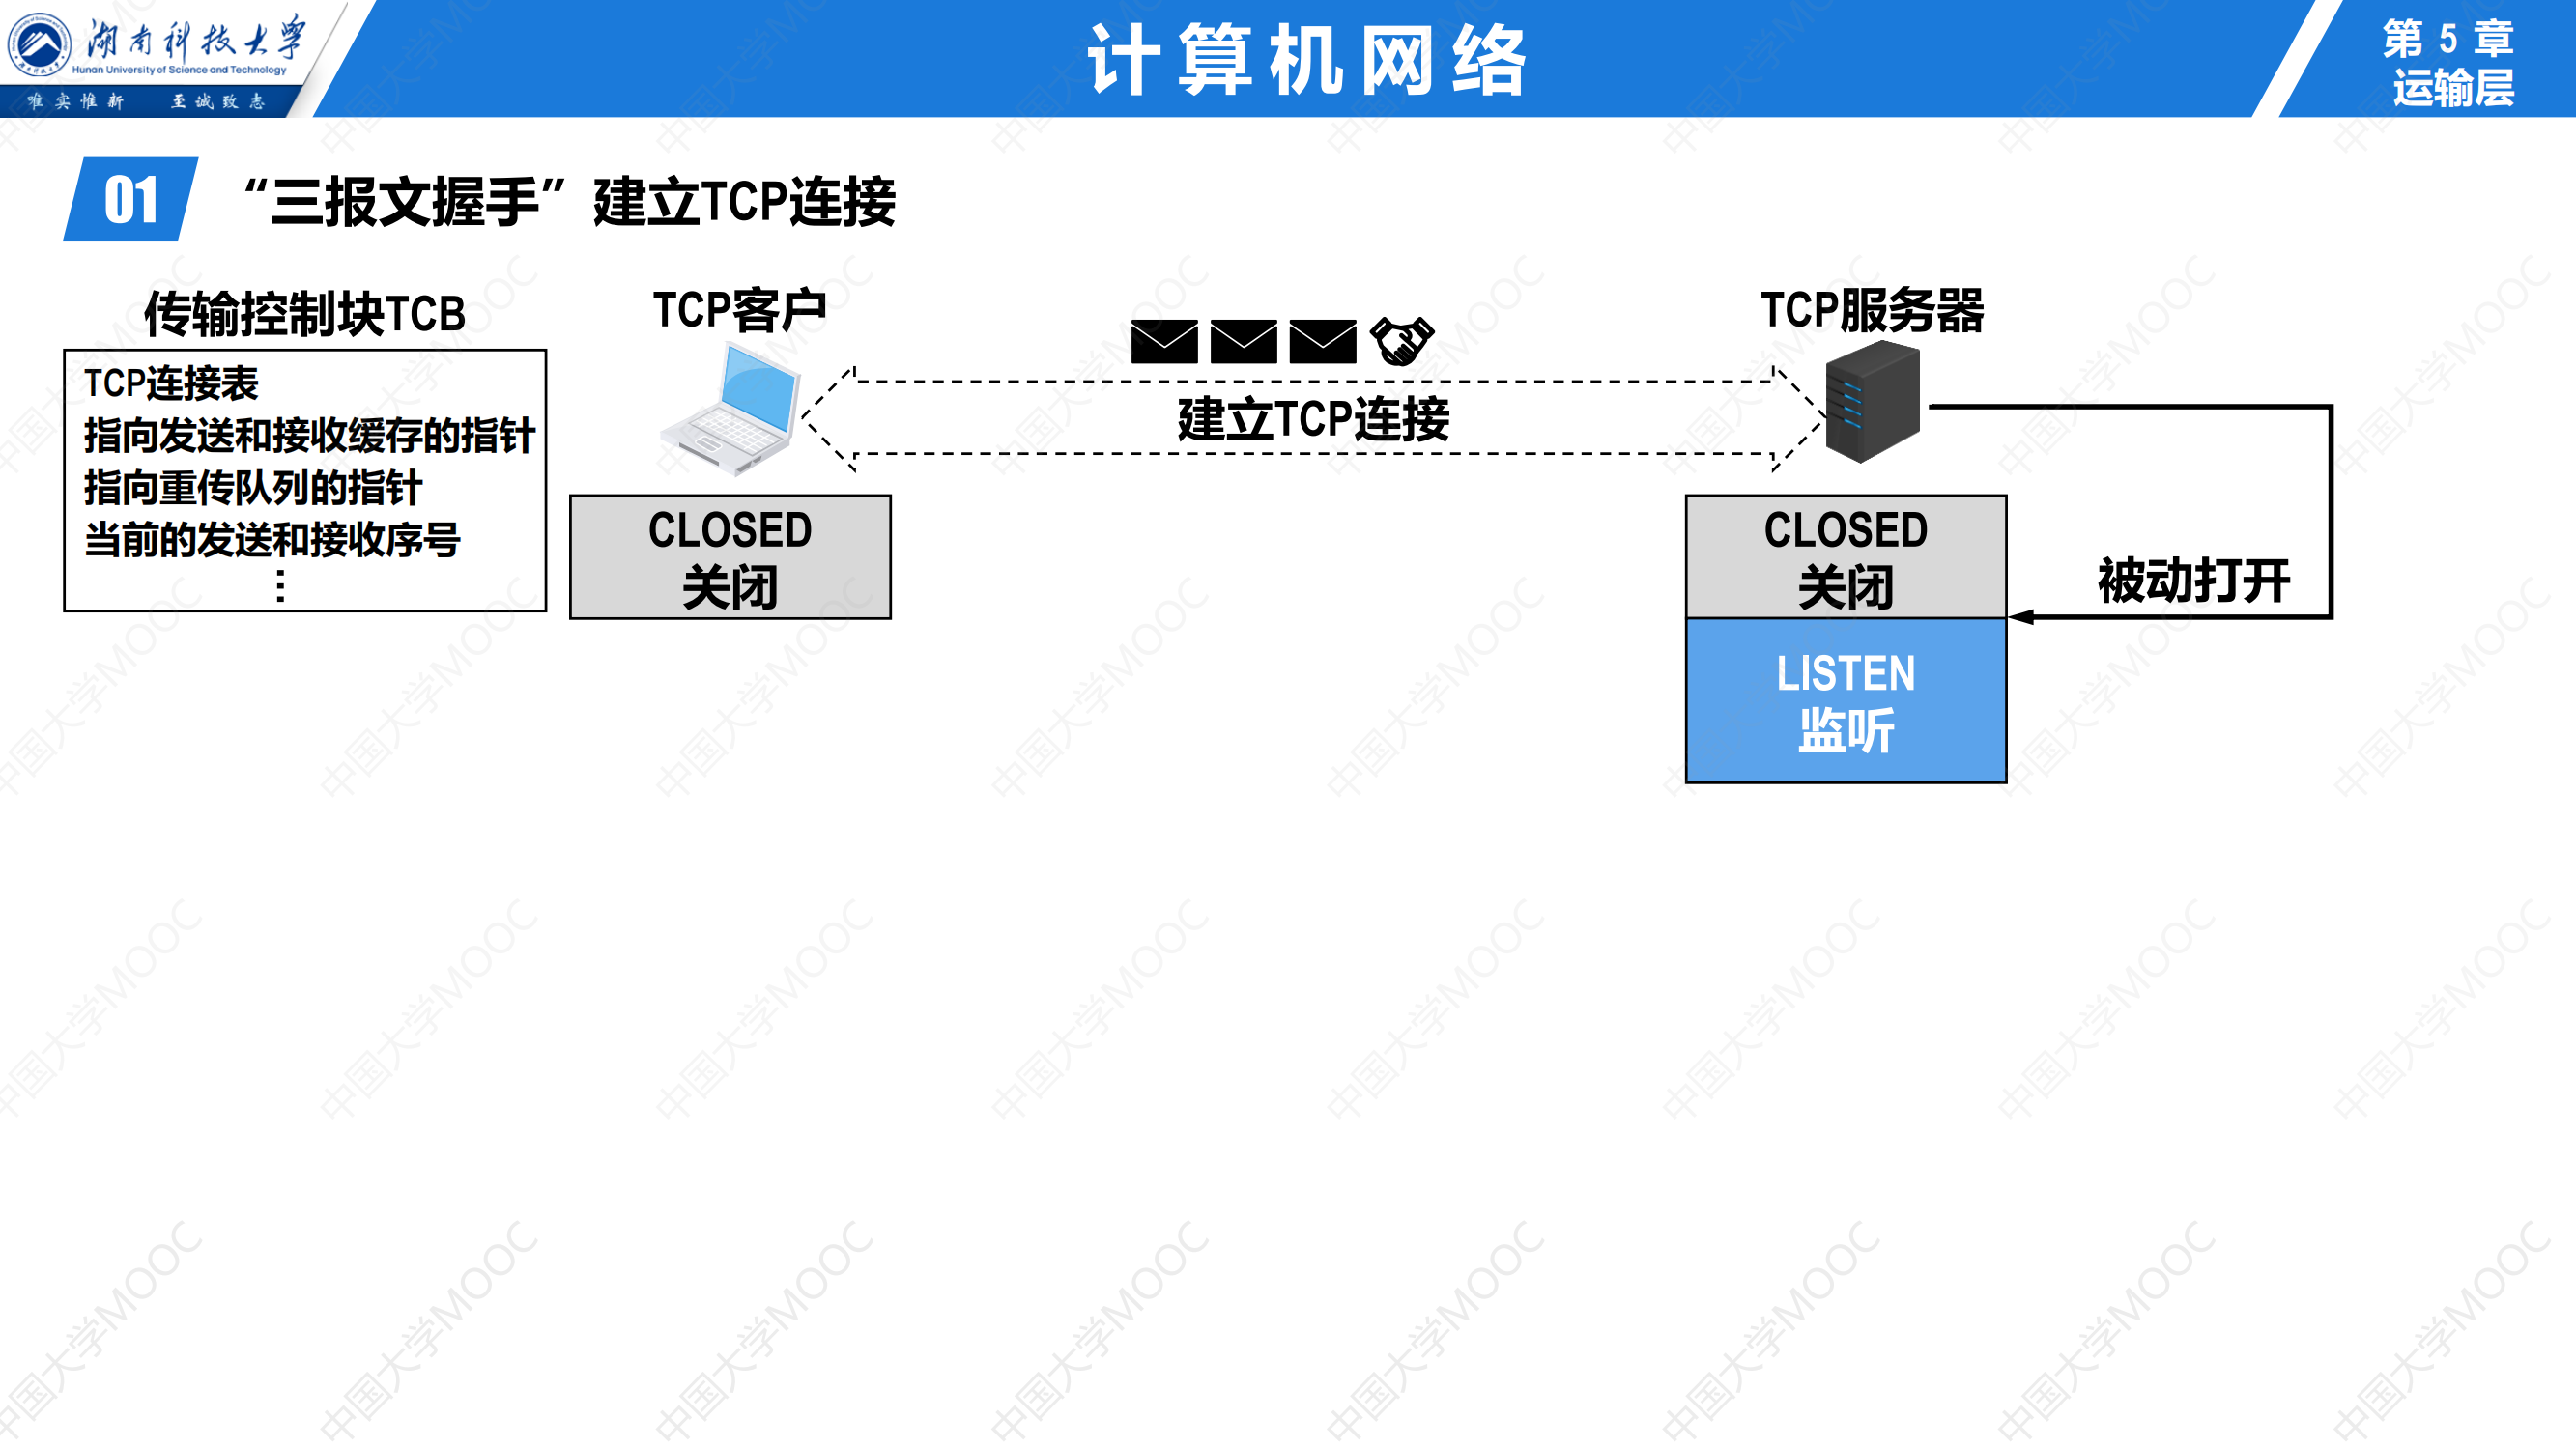 湖南科技大学
Hunan University of Science and Technology
唯实惟新 至诚致志
计算机网络
第 5 章
运输层
01 “三报文握手”建立TCP连接
传输控制块TCB
TCP连接表
指向发送和接收缓存的指针
指向重传队列的指针
当前的发送和接收序号
⋮
TCP客户
建立TCP连接
TCP服务器
CLOSED
关闭
CLOSED
关闭
被动打开
LISTEN
监听
中国大学MOOC